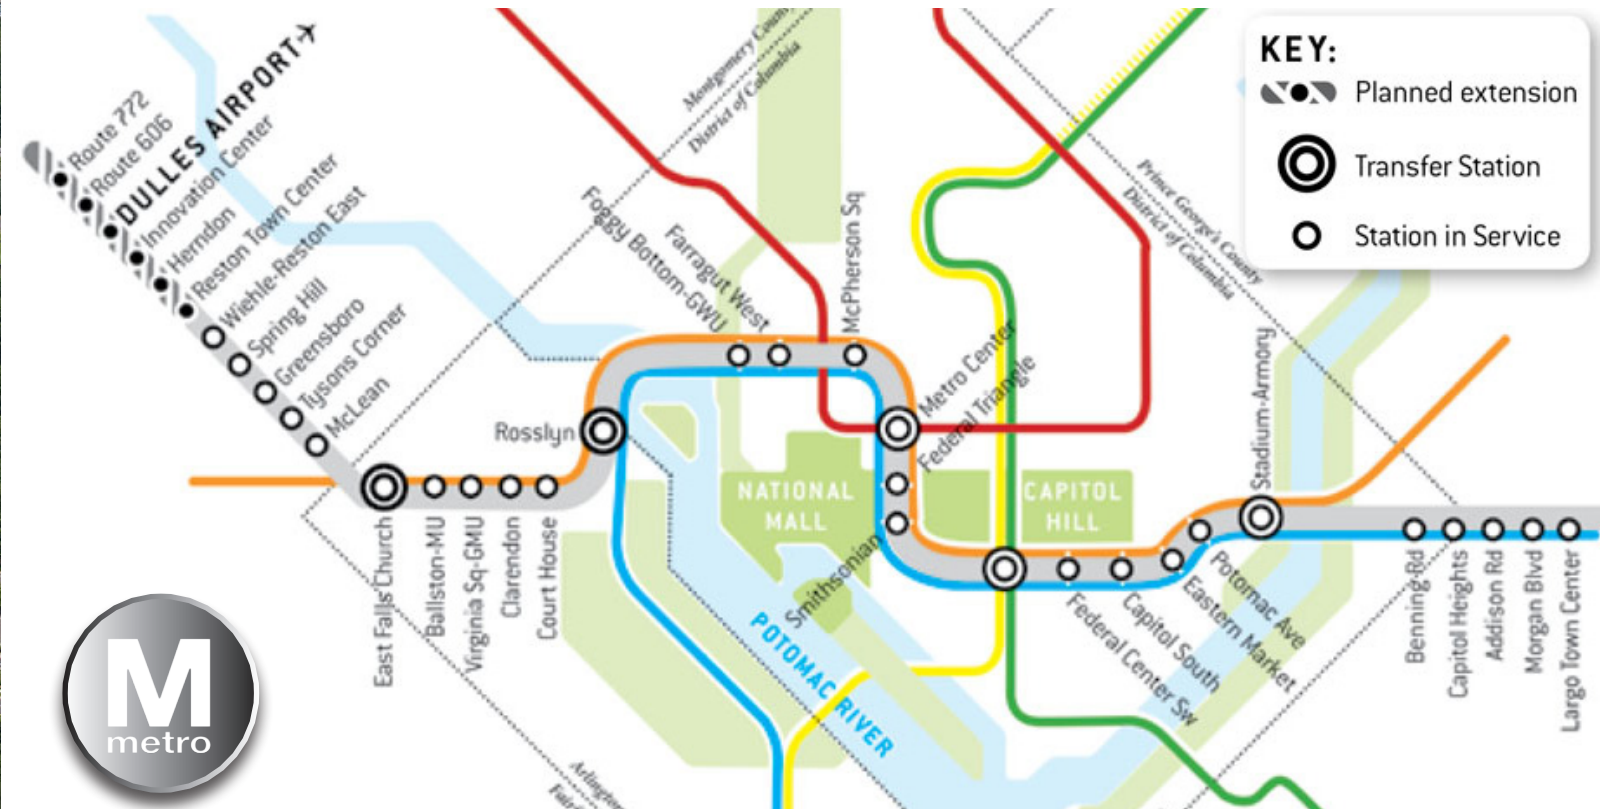 KEY:
Planned extension
Transfer Station
Station in Service
Montgomery County
District of Columbia
Prince George's County
District of Columbia
Route 772
Route 606
DULLES AIRPORT
Innovation Center
Herndon
Reston Town Center
Wiehle-Reston East
Spring Hill
Greensboro
Tysons Corner
McLean
East Falls Church
Ballston-MU
Virginia Sq-GMU
Clarendon
Court House
Rosslyn
Foggy Bottom-GWU
Farragut West
McPherson Sq
Metro Center
Federal Triangle
Smithsonian
NATIONAL
MALL
CAPITOL
HILL
Federal Center Sw
Capitol South
Eastern Market
Potomac Ave
Stadium-Armory
Benning Rd
Capitol Heights
Addison Rd
Morgan Blvd
Largo Town Center
POTOMAC RIVER
Arlington
M
metro